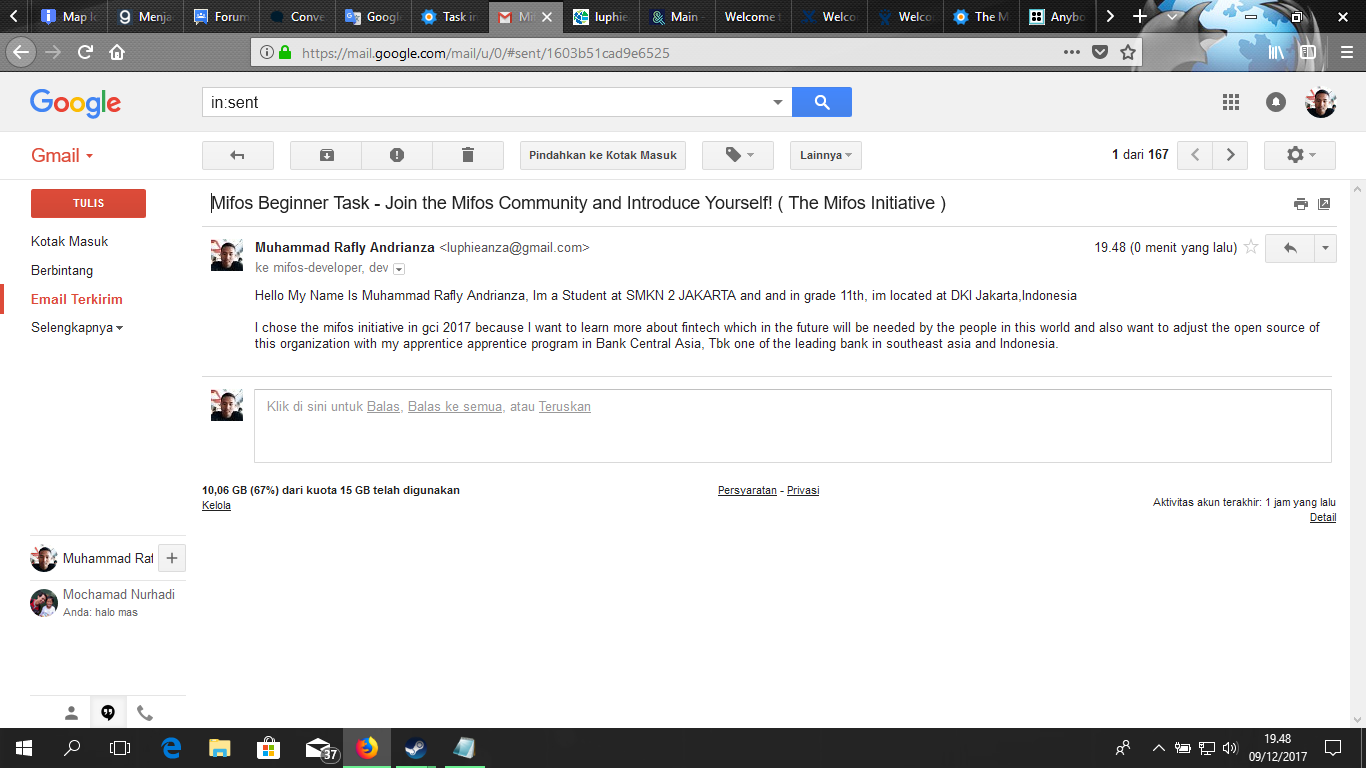 Map lo
Menja
Forum
Conve
Google
Task in
Mif
luphie
Main -
Welcome t
Welco
Welco
The M
Anybo
https://mail.google.com/mail/u/0/#sent/1603b51cad9e6525
Google
in:sent
Gmail
Pindahkan ke Kotak Masuk
Lainnya
1 dari 167
TULIS
Kotak Masuk
Berbintang
Email Terkirim
Selengkapnya
Mifos Beginner Task - Join the Mifos Community and Introduce Yourself! ( The Mifos Initiative )
Muhammad Rafly Andrianza <luphieanza@gmail.com>
19.48 (0 menit yang lalu)
ke mifos-developer, dev
Hello My Name Is Muhammad Rafly Andrianza, Im a Student at SMKN 2 JAKARTA and and in grade 11th, im located at DKI Jakarta,Indonesia
I chose the mifos initiative in gci 2017 because I want to learn more about fintech which in the future will be needed by the people in this world and also want to adjust the open source of
this organization with my apprentice apprentice program in Bank Central Asia, Tbk one of the leading bank in southeast asia and Indonesia.
Klik di sini untuk Balas, Balas ke semua, atau Teruskan
10,06 GB (67%) dari kuota 15 GB telah digunakan
Kelola
Persyaratan - Privasi
Aktivitas akun terakhir: 1 jam yang lalu
Detail
Muhammad Raf
Mochamad Nurhadi
Anda: halo mas
37
19.48
09/12/2017